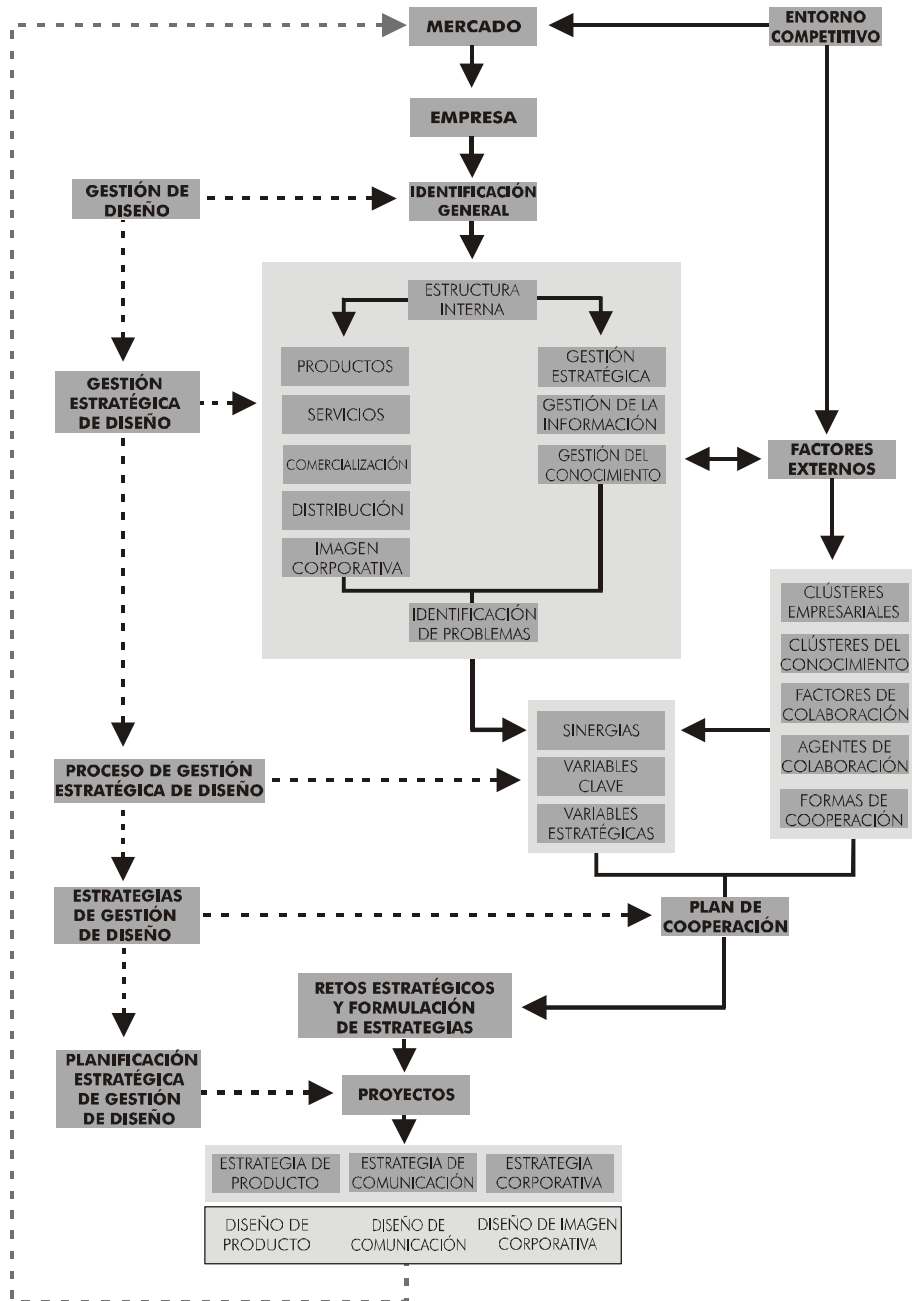 MERCADO
ENTORNO
COMPETITIVO
EMPRESA
GESTIÓN DE
DISEÑO
IDENTIFICACIÓN
GENERAL
ESTRUCTURA
INTERNA
PRODUCTOS
SERVICIOS
COMERCIALIZACIÓN
DISTRIBUCIÓN
IMAGEN
CORPORATIVA
GESTIÓN
ESTRATÉGICA
GESTIÓN DE LA
INFORMACIÓN
GESTIÓN DEL
CONOCIMIENTO
IDENTIFICACIÓN
DE PROBLEMAS
GESTIÓN
ESTRATÉGICA
DE DISEÑO
FACTORES
EXTERNOS
CLÚSTERES
EMPRESARIALES
CLÚSTERES DEL
CONOCIMIENTO
FACTORES DE
COLABORACIÓN
AGENTES DE
COLABORACIÓN
FORMAS DE
COOPERACIÓN
SINERGIAS
VARIABLES
CLAVE
VARIABLES
ESTRATÉGICAS
PROCESO DE GESTIÓN
ESTRATÉGICA DE DISEÑO
ESTRATEGIAS
DE GESTIÓN
DE DISEÑO
PLAN DE
COOPERACIÓN
RETOS ESTRATÉGICOS
Y FORMULACIÓN
DE ESTRATEGIAS
PLANIFICACIÓN
ESTRATÉGICA
DE GESTIÓN
DE DISEÑO
PROYECTOS
ESTRATEGIA DE
PRODUCTO
ESTRATEGIA DE
COMUNICACIÓN
ESTRATEGIA
CORPORATIVA
DISEÑO DE
PRODUCTO
DISEÑO DE
COMUNICACIÓN
DISEÑO DE IMAGEN
CORPORATIVA